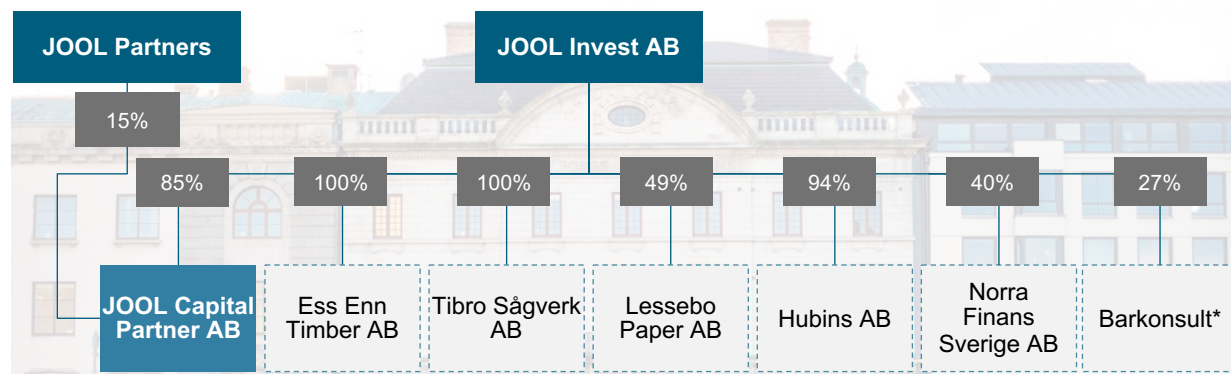 JOOL Partners
JOOL Invest AB
15%
85%
100%
100%
49%
94%
40%
27%
JOOL Capital
Partner AB
Ess Enn
Timber AB
Tibro Sågverk
AB
Lessebo
Paper AB
Hubins AB
Norra
Finans
Sverige AB
Barkonsult*